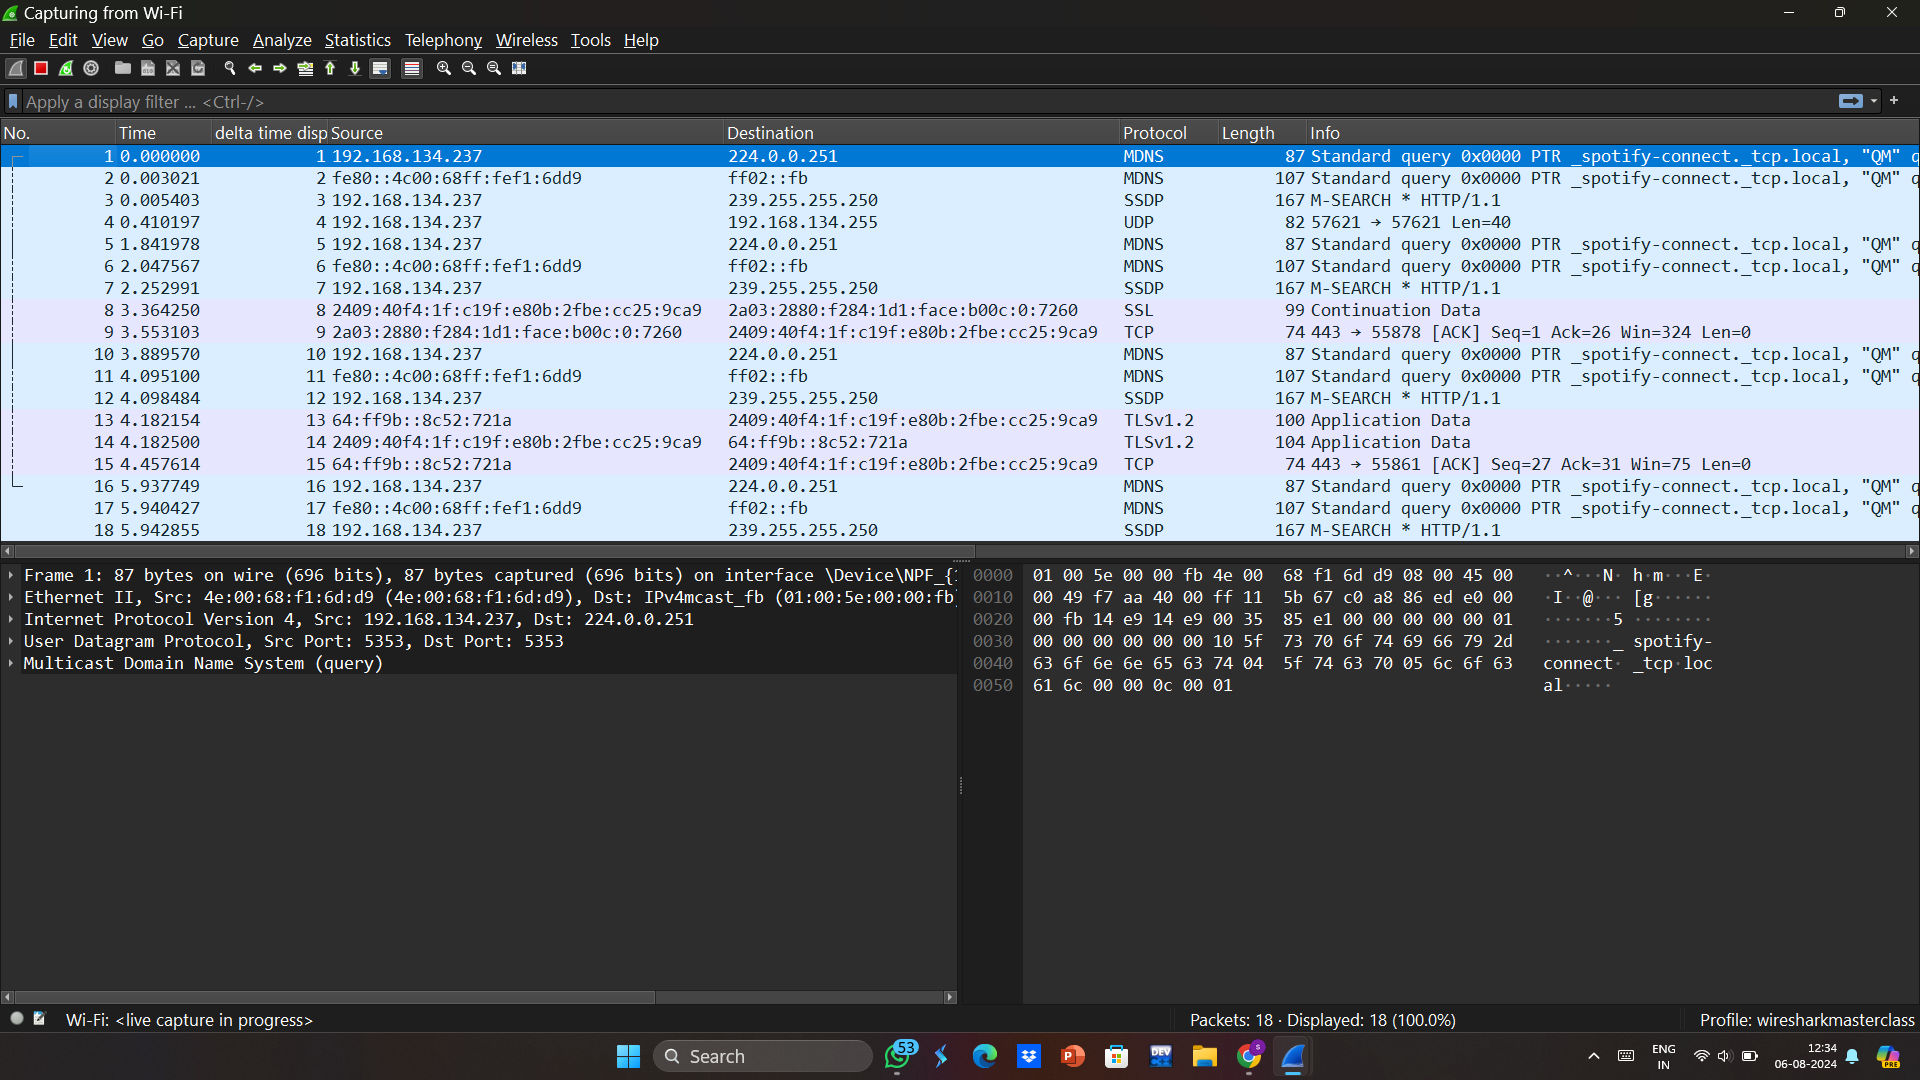 Capturing from Wi-Fi
File Edit View Go Capture Analyze Statistics Telephony Wireless Tools Help
Apply a display filter ... <Ctrl-/>
No. Time delta time disp Source Destination Protocol Length Info
1 0.000000 1 192.168.134.237 224.0.0.251 MDNS 87 Standard query 0x0000 PTR _spotify-connect._tcp.local, "QM" q
2 0.003021 2 fe80::4c00:68ff:fef1:6dd9 ff02::fb MDNS 107 Standard query 0x0000 PTR _spotify-connect._tcp.local, "QM" q
3 0.005403 3 192.168.134.237 239.255.255.250 SSDP 167 M-SEARCH * HTTP/1.1
4 0.410197 4 192.168.134.237 192.168.134.255 UDP 82 57621 → 57621 Len=40
5 1.841978 5 192.168.134.237 224.0.0.251 MDNS 87 Standard query 0x0000 PTR _spotify-connect._tcp.local, "QM" q
6 2.047567 6 fe80::4c00:68ff:fef1:6dd9 ff02::fb MDNS 107 Standard query 0x0000 PTR _spotify-connect._tcp.local, "QM" q
7 2.252991 7 192.168.134.237 239.255.255.250 SSDP 167 M-SEARCH * HTTP/1.1
8 3.364250 8 2409:40f4:1f:c19f:e80b:2fbe:cc25:9ca9 2a03:2880:f284:1d1:face:b00c:0:7260 SSL 99 Continuation Data
9 3.553103 9 2a03:2880:f284:1d1:face:b00c:0:7260 2409:40f4:1f:c19f:e80b:2fbe:cc25:9ca9 TCP 74 443 → 55878 [ACK] Seq=1 Ack=26 Win=324 Len=0
10 3.889570 10 192.168.134.237 224.0.0.251 MDNS 87 Standard query 0x0000 PTR _spotify-connect._tcp.local, "QM" q
11 4.095100 11 fe80::4c00:68ff:fef1:6dd9 ff02::fb MDNS 107 Standard query 0x0000 PTR _spotify-connect._tcp.local, "QM" q
12 4.098484 12 192.168.134.237 239.255.255.250 SSDP 167 M-SEARCH * HTTP/1.1
13 4.182154 13 64:ff9b::8c52:721a 2409:40f4:1f:c19f:e80b:2fbe:cc25:9ca9 TLSv1.2 100 Application Data
14 4.182500 14 2409:40f4:1f:c19f:e80b:2fbe:cc25:9ca9 64:ff9b::8c52:721a TLSv1.2 104 Application Data
15 4.457614 15 64:ff9b::8c52:721a 2409:40f4:1f:c19f:e80b:2fbe:cc25:9ca9 TCP 74 443 → 55861 [ACK] Seq=27 Ack=31 Win=75 Len=0
16 5.937749 16 192.168.134.237 224.0.0.251 MDNS 87 Standard query 0x0000 PTR _spotify-connect._tcp.local, "QM" q
17 5.940427 17 fe80::4c00:68ff:fef1:6dd9 ff02::fb MDNS 107 Standard query 0x0000 PTR _spotify-connect._tcp.local, "QM" q
18 5.942855 18 192.168.134.237 239.255.255.250 SSDP 167 M-SEARCH * HTTP/1.1
Frame 1: 87 bytes on wire (696 bits), 87 bytes captured (696 bits) on interface \Device\NPF_{1
Ethernet II, Src: 4e:00:68:f1:6d:d9 (4e:00:68:f1:6d:d9), Dst: IPv4mcast_fb (01:00:5e:00:00:fb)
Internet Protocol Version 4, Src: 192.168.134.237, Dst: 224.0.0.251
User Datagram Protocol, Src Port: 5353, Dst Port: 5353
Multicast Domain Name System (query)
0000 01 00 5e 00 00 fb 4e 00 68 f1 6d d9 08 00 45 00 ··^···N· h·m···E·
0010 00 49 f7 aa 40 00 ff 11 5b 67 c0 a8 86 ed e0 00 ·I··@··· [g······
0020 00 fb 14 e9 14 e9 00 35 85 e1 00 00 00 00 00 01 ·······5 ········
0030 00 00 00 00 00 00 10 5f 73 70 6f 74 69 66 79 2d ·······_ spotify-
0040 63 6f 6e 6e 65 63 74 04 5f 74 63 70 05 6c 6f 63 connect· _tcp·loc
0050 61 6c 00 00 0c 00 01 al·····
Wi-Fi: <live capture in progress>
Packets: 18 · Displayed: 18 (100.0%)
Profile: wiresharkmasterclass
Search
53
DEV
S
ENG
IN
12:34
06-08-2024
PRE